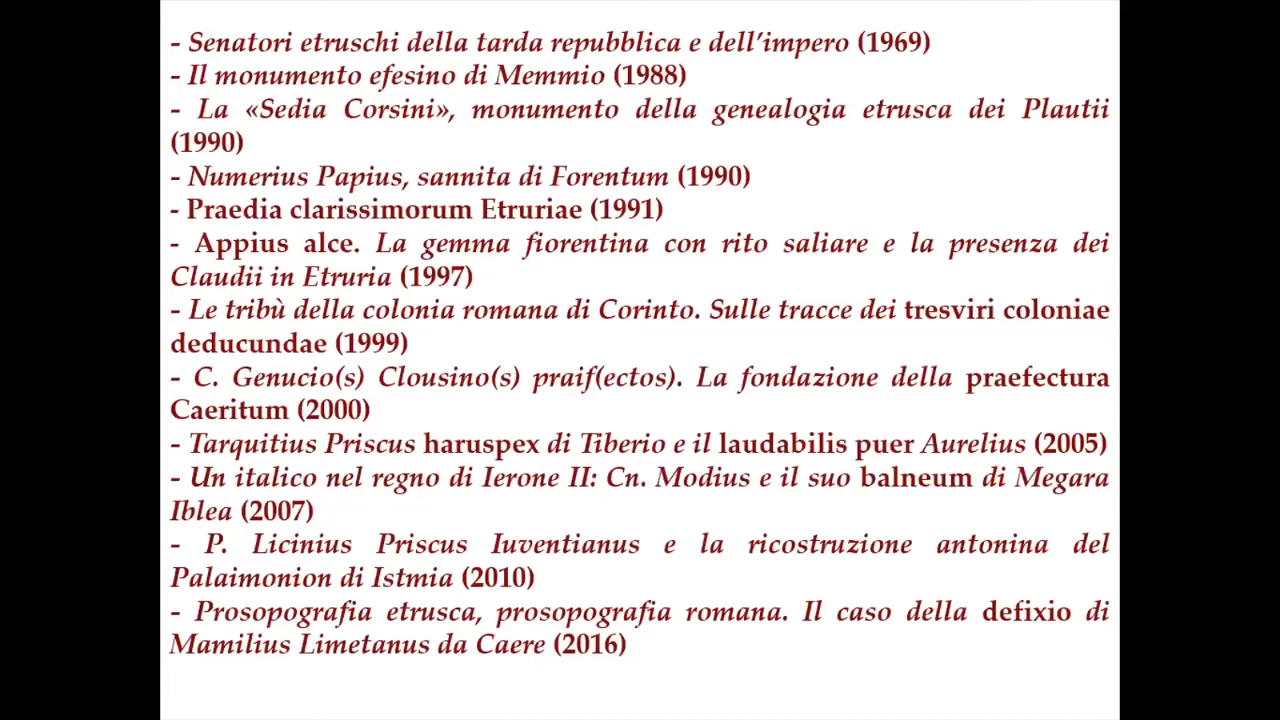 - Senatori etruschi della tarda repubblica e dell’impero (1969)
- Il monumento efesino di Memmio (1988)
- La «Sedia Corsini», monumento della genealogia etrusca dei Plautii
(1990)
- Numerius Papius, sannita di Forentum (1990)
- Praedia clarissimorum Etruriae (1991)
- Appius alce. La gemma fiorentina con rito saliare e la presenza dei
Claudii in Etruria (1997)
- Le tribù della colonia romana di Corinto. Sulle tracce dei tresviri coloniae
deducundae (1999)
- C. Genucio(s) Clousino(s) praif(ectos). La fondazione della praefectura
Caeritum (2000)
- Tarquitius Priscus haruspex di Tiberio e il laudabilis puer Aurelius (2005)
- Un italico nel regno di Ierone II: Cn. Modius e il suo balneum di Megara
Iblea (2007)
- P. Licinius Priscus Iuventianus e la ricostruzione antonina del
Palaimonion di Istmia (2010)
- Prosopografia etrusca, prosopografia romana. Il caso della defixio di
Mamilius Limetanus da Caere (2016)